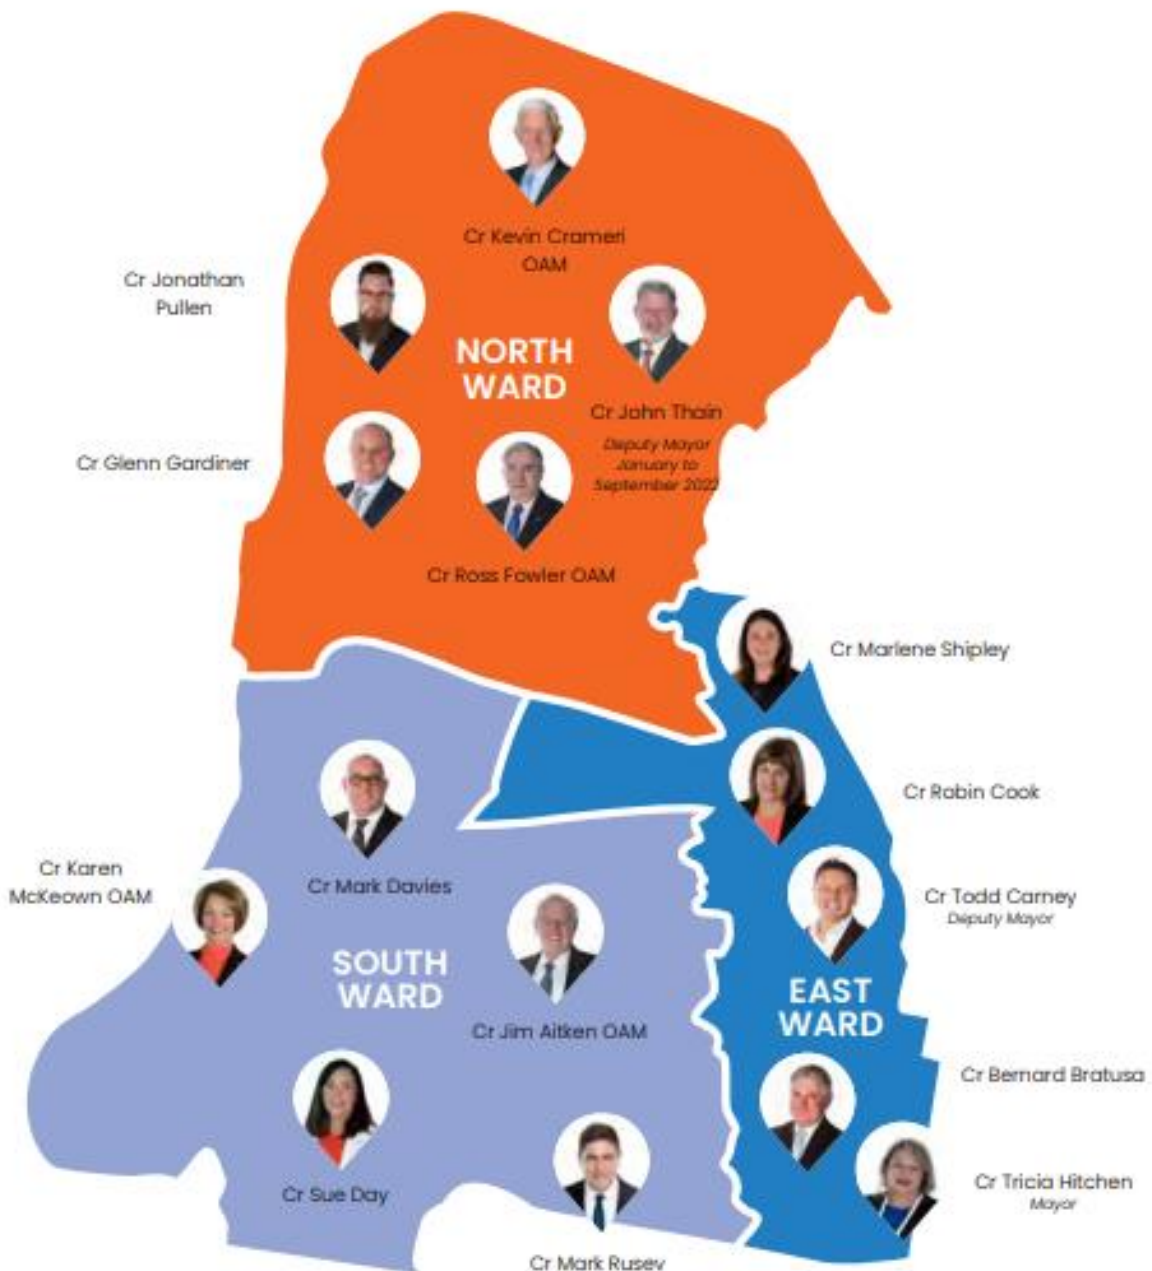 Cr Kevin Crameri
OAM
Cr Jonathan
Pullen
NORTH
WARD
Cr John Thain
Deputy Mayor
January to
September 2022
Cr Glenn Gardiner
Cr Ross Fowler OAM
Cr Marlene Shipley
Cr Robin Cook
Cr Karen
McKeown OAM
Cr Mark Davies
Cr Todd Carney
Deputy Mayor
SOUTH
WARD
EAST
WARD
Cr Jim Aitken OAM
Cr Bernard Bratusa
Cr Sue Day
Cr Tricia Hitchen
Mayor
Cr Mark Rusev